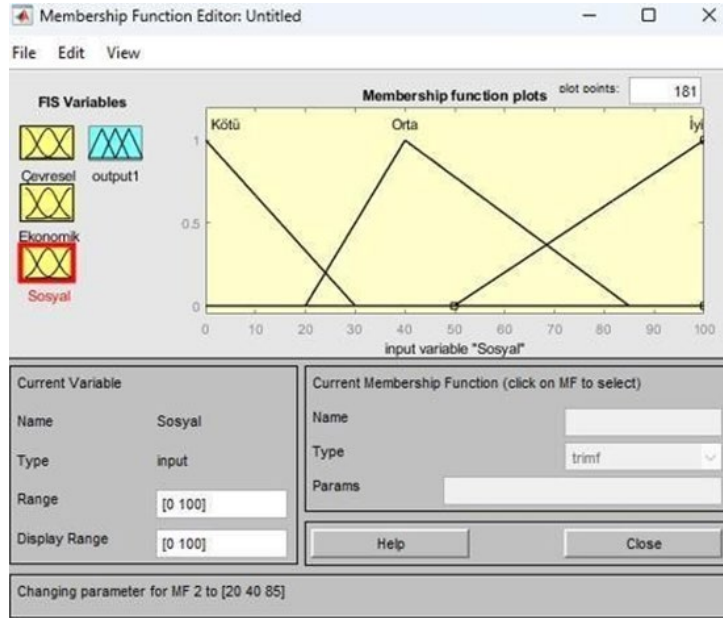 Membership Function Editor: Untitled
File Edit View
FIS Variables
Çevresel
output1
Ekonomik
Sosyal
Membership function plots
plot points:
181
Kötü
Orta
İyi
1
0.5
0
0 10 20 30 40 50 60 70 80 90 100
input variable "Sosyal"
Current Variable
Name Sosyal
Type input
Range [0 100]
Display Range [0 100]
Current Membership Function (click on MF to select)
Name
Type trimf
Params
Help
Close
Changing parameter for MF 2 to [20 40 85]